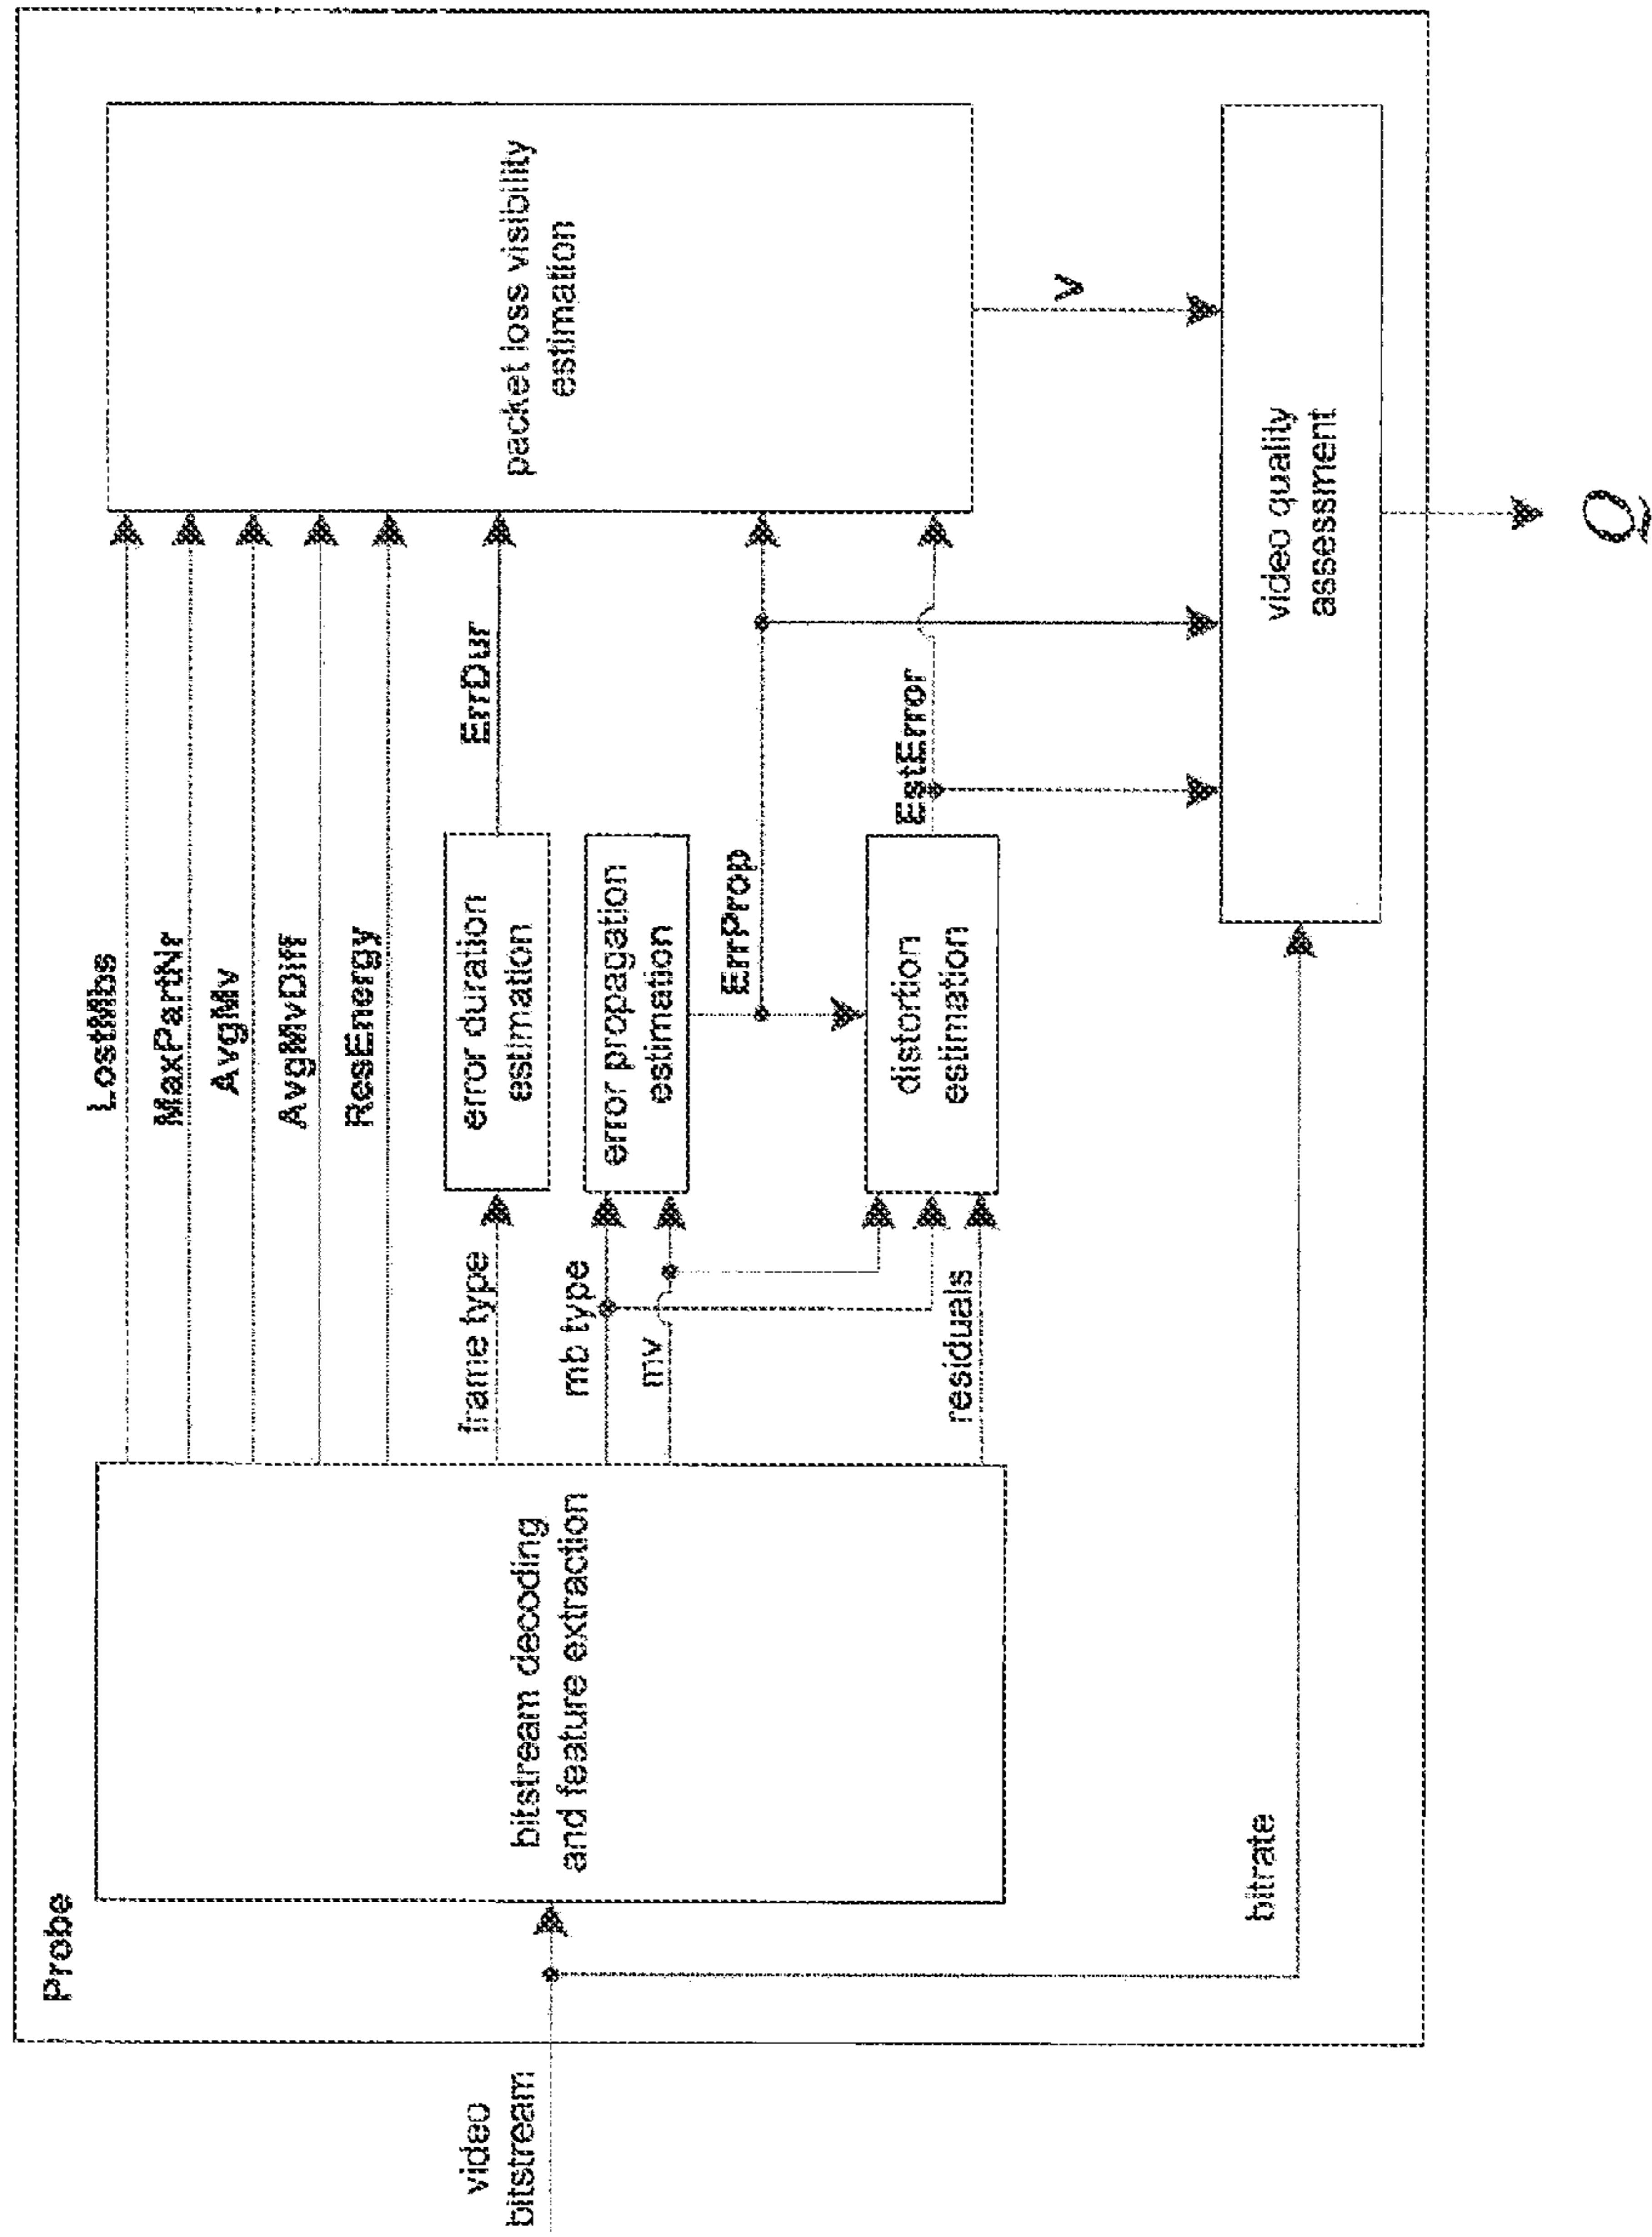 Probe
video
bitstream
bitstream decoding
and feature extraction
LostMbs
MaxPartNr
AvgMv
AvgMvDiff
ResEnergy
frame type
mb type
mv
residuals
error duration
estimation
error propagation
estimation
distortion
estimation
ErrDur
ErrProp
EstError
packet loss visibility
estimation
v
bitrate
video quality
assessment
Q